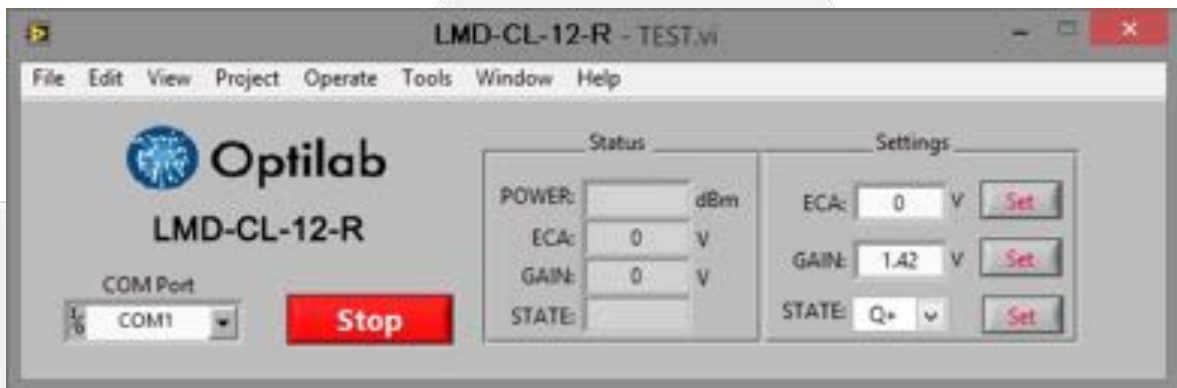 LMD-CL-12-R - TEST.vi
File Edit View Project Operate Tools Window Help
Optilab
LMD-CL-12-R
COM Port
COM1
Stop
Status
POWER: dBm
ECA: 0 V
GAIN: 0 V
STATE:
Settings
ECA: 0 V Set
GAIN: 1.42 V Set
STATE: Q+ Set